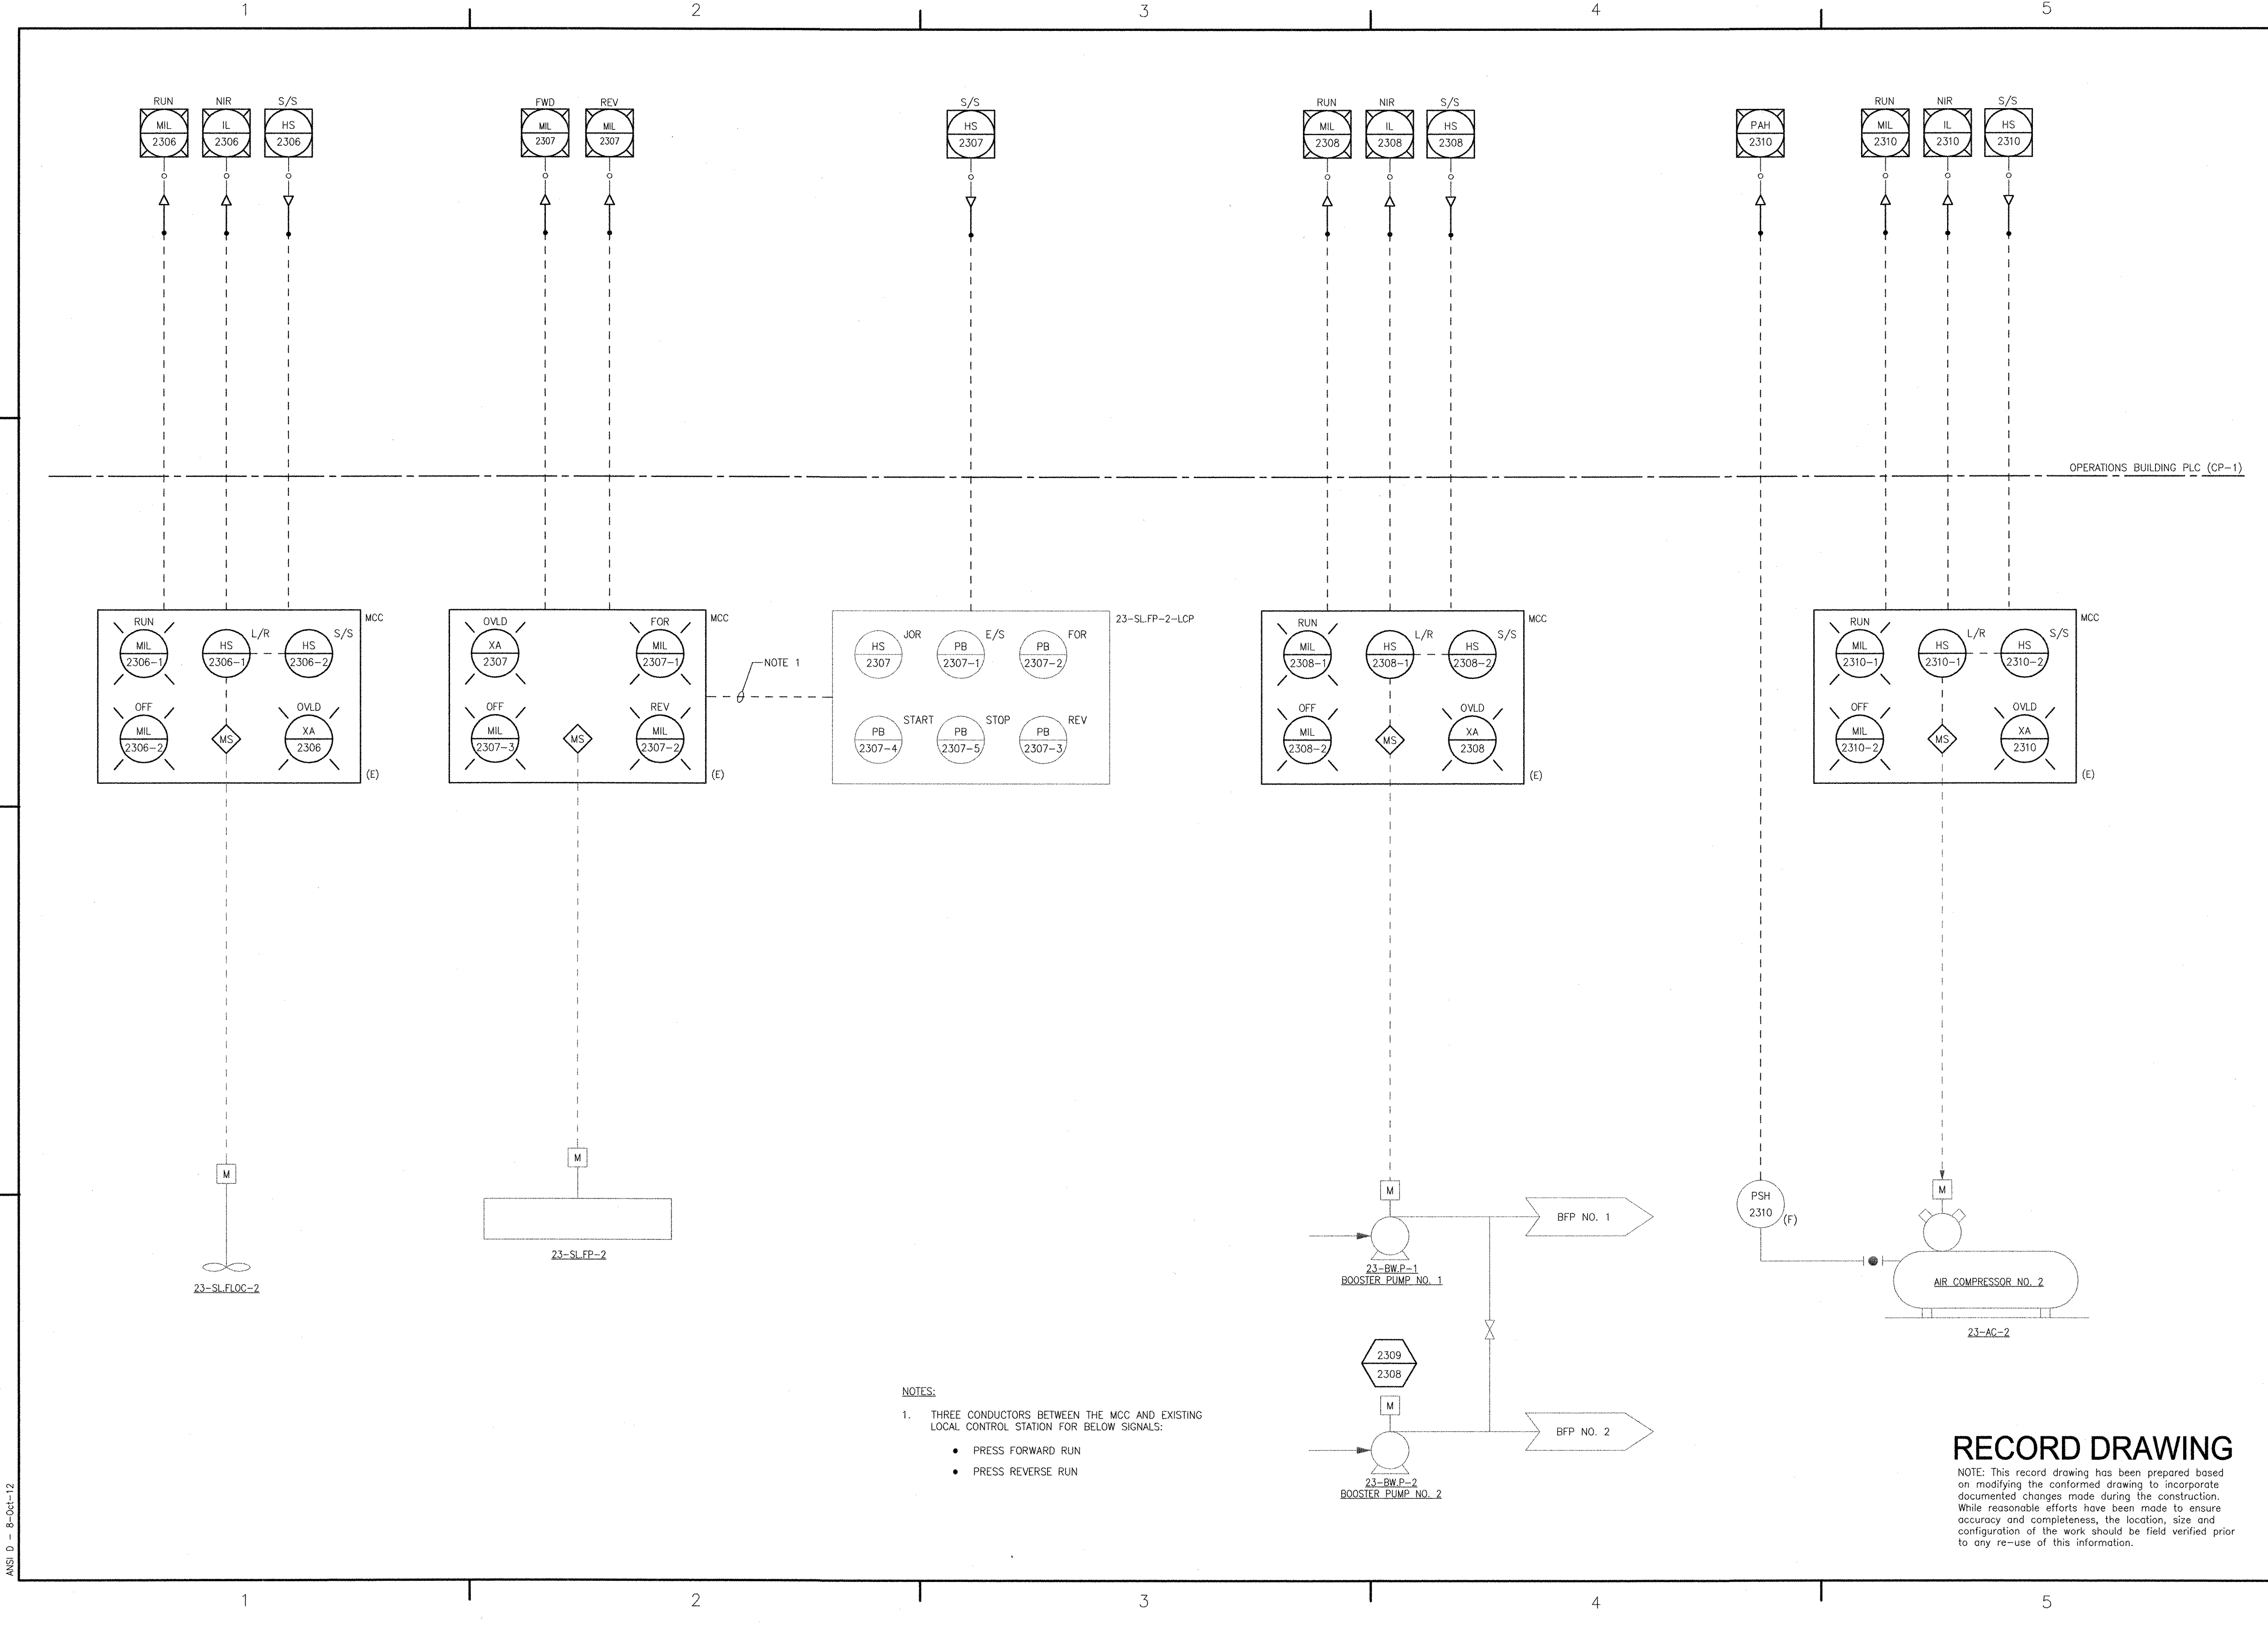 1 2 3 4 5
RUN NIR S/S
MIL 2306
IL 2306
HS 2306
FWD REV
MIL 2307
MIL 2307
S/S
HS 2307
RUN NIR S/S
MIL 2308
IL 2308
HS 2308
PAH 2310
RUN NIR S/S
MIL 2310
IL 2310
HS 2310
OPERATIONS BUILDING PLC (CP-1)
MCC
RUN
MIL 2306-1
L/R
HS 2306-1
S/S
HS 2306-2
OFF
MIL 2306-2
MS
OVLD
XA 2306
(E)
MCC
OVLD
XA 2307
FOR
MIL 2307-1
OFF
MIL 2307-3
MS
REV
MIL 2307-2
(E)
NOTE 1
23-SL.FP-2-LCP
HS 2307
JOR
PB 2307-1
E/S
PB 2307-2
FOR
PB 2307-4
START
PB 2307-5
STOP
PB 2307-3
REV
MCC
RUN
MIL 2308-1
L/R
HS 2308-1
S/S
HS 2308-2
OFF
MIL 2308-2
MS
OVLD
XA 2308
(E)
MCC
RUN
MIL 2310-1
L/R
HS 2310-1
S/S
HS 2310-2
OFF
MIL 2310-2
MS
OVLD
XA 2310
(E)
M
23-SL.FLOC-2
M
23-SL.FP-2
M
BFP NO. 1
23-BW.P-1
BOOSTER PUMP NO. 1
2309
2308
M
BFP NO. 2
23-BW.P-2
BOOSTER PUMP NO. 2
PSH 2310
(F)
M
AIR COMPRESSOR NO. 2
23-AC-2
NOTES:
1. THREE CONDUCTORS BETWEEN THE MCC AND EXISTING
LOCAL CONTROL STATION FOR BELOW SIGNALS:
• PRESS FORWARD RUN
• PRESS REVERSE RUN
RECORD DRAWING
NOTE: This record drawing has been prepared based
on modifying the conformed drawing to incorporate
documented changes made during the construction.
While reasonable efforts have been made to ensure
accuracy and completeness, the location, size and
configuration of the work should be field verified prior
to any re-use of this information.
ANSI D - 8-Oct-12
1 2 3 4 5